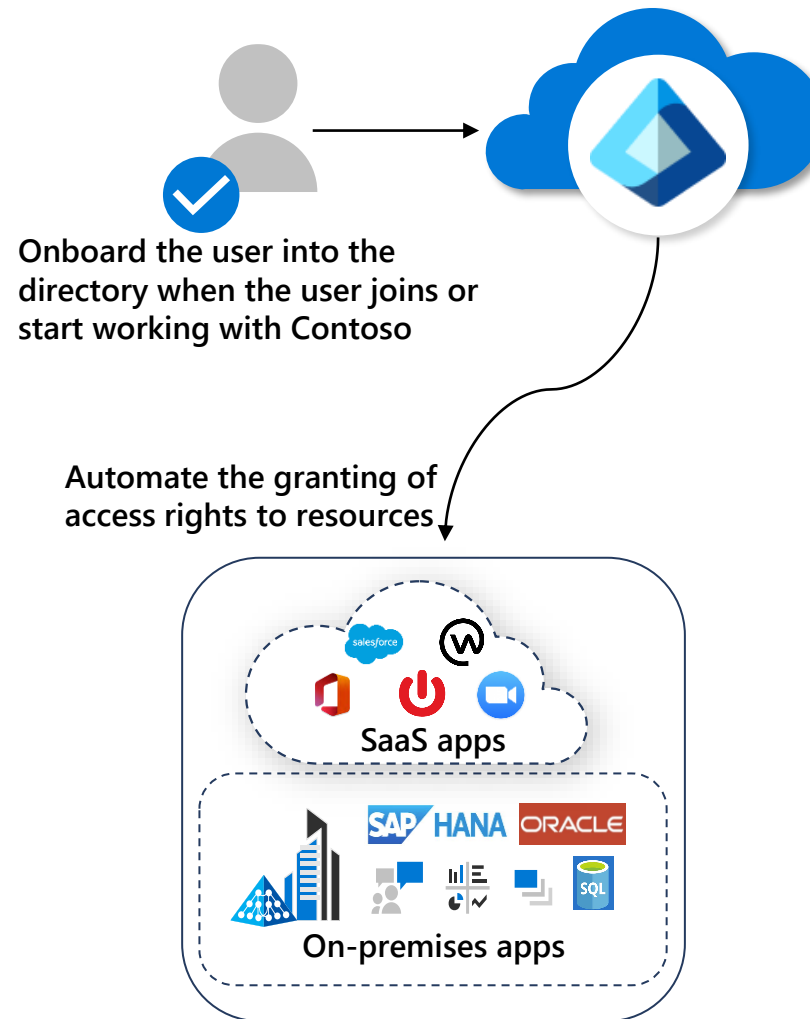 Onboard the user into the
directory when the user joins or
start working with Contoso
Automate the granting of
access rights to resources
salesforce
SaaS apps
SAP HANA ORACLE
SQL
On-premises apps